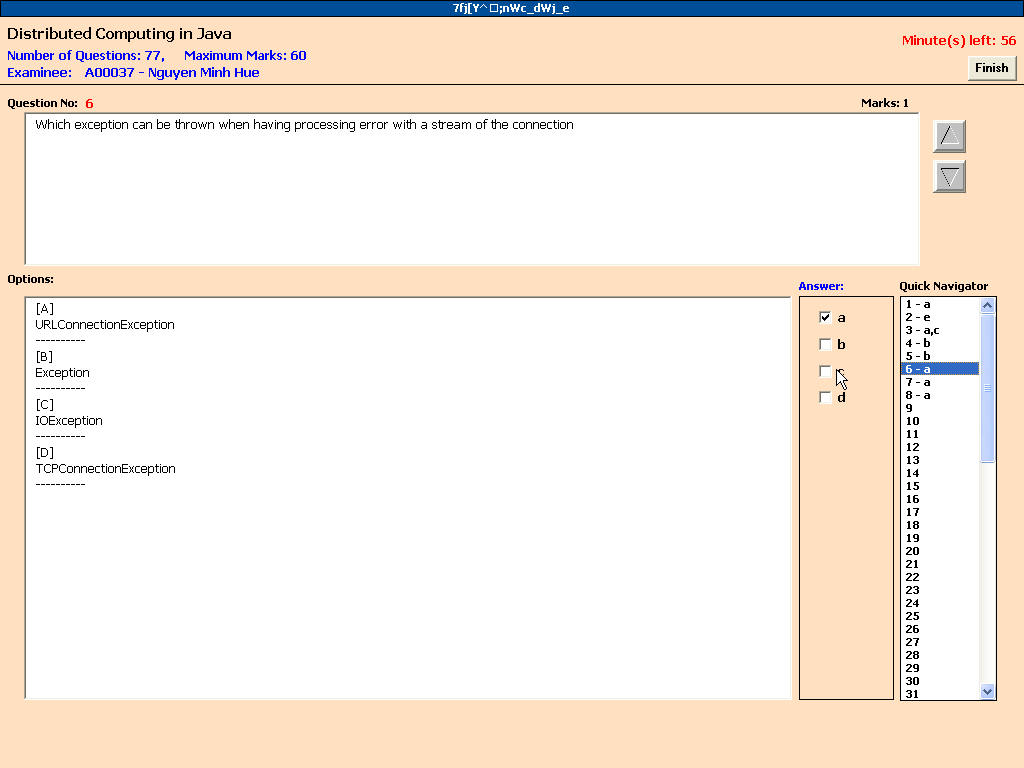 7fj[Y^ □;nWc_dWj_e
Distributed Computing in Java
Number of Questions: 77, Maximum Marks: 60
Minute(s) left: 56
Examinee: A00037 - Nguyen Minh Hue
Finish
Question No: 6
Marks: 1
Which exception can be thrown when having processing error with a stream of the connection
Options:
[A]
URLConnectionException
----------
[B]
Exception
----------
[C]
IOException
----------
[D]
TCPConnectionException
----------
Answer:
a
b
d
Quick Navigator
1 - a
2 - e
3 - a,c
4 - b
5 - b
6 - a
7 - a
8 - a
9
10
11
12
13
14
15
16
17
18
19
20
21
22
23
24
25
26
27
28
29
30
31